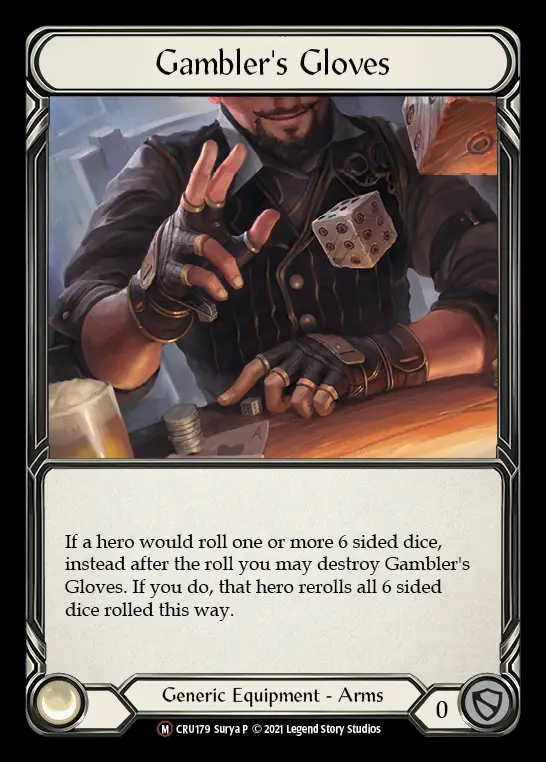 Gambler's Gloves
A
If a hero would roll one or more 6 sided dice,
instead after the roll you may destroy Gambler's
Gloves. If you do, that hero rerolls all 6 sided
dice rolled this way.
Generic Equipment - Arms
0
M CRU179 Surya P © 2021 Legend Story Studios